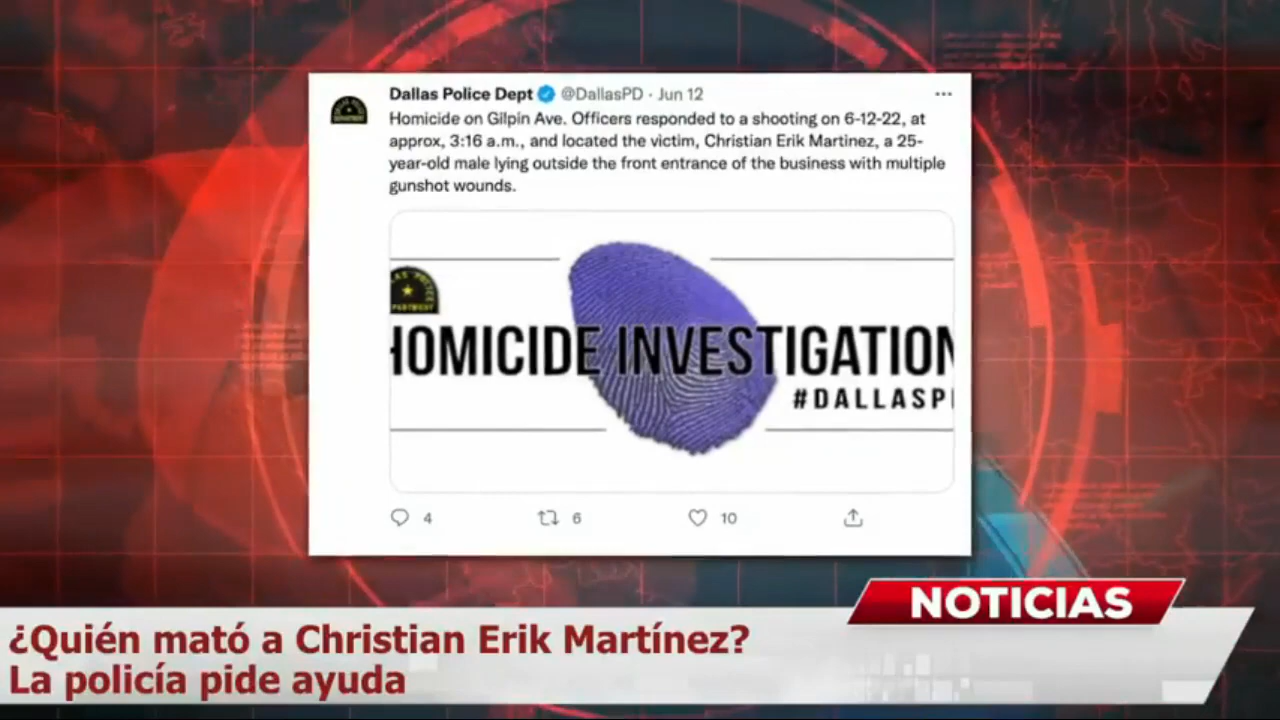 Dallas Police Dept @DallasPD · Jun 12
Homicide on Gilpin Ave. Officers responded to a shooting on 6-12-22, at
approx, 3:16 a.m., and located the victim, Christian Erik Martinez, a 25-
year-old male lying outside the front entrance of the business with multiple
gunshot wounds.
HOMICIDE INVESTIGATION
#DALLASP
4 6 10
NOTICIAS
¿Quién mató a Christian Erik Martínez?
La policía pide ayuda